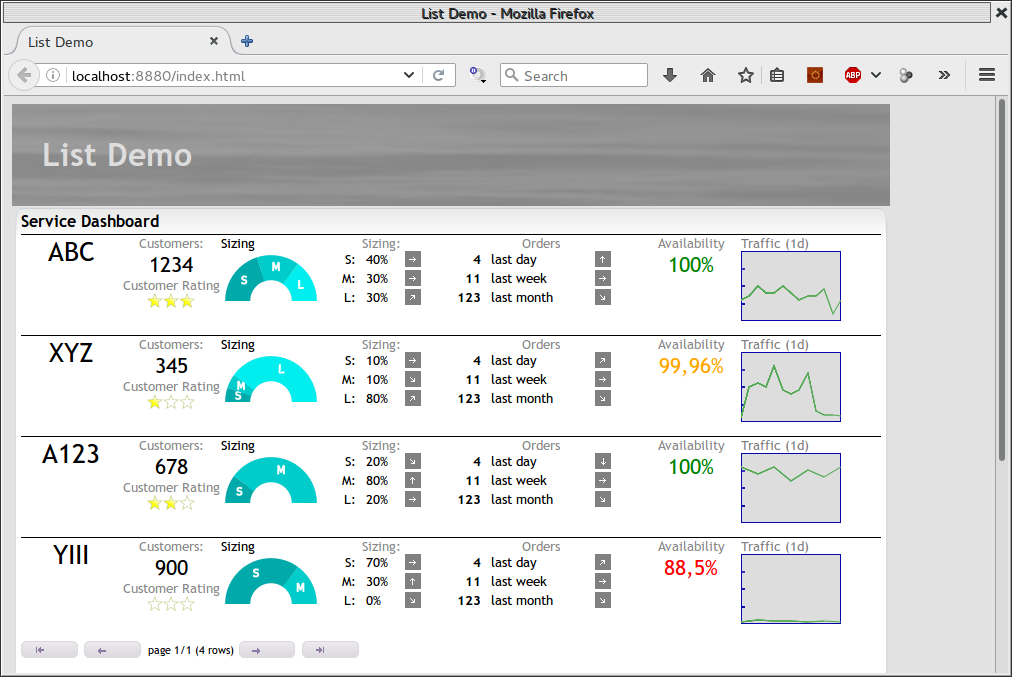 List Demo - Mozilla Firefox
List Demo
localhost:8880/index.html
Search
ABP
List Demo
Service Dashboard
ABC
Customers:
1234
Customer Rating
Sizing
S
M
L
Sizing:
S: 40%
M: 30%
L: 30%
Orders
4 last day
11 last week
123 last month
Availability
100%
Traffic (1d)
XYZ
Customers:
345
Customer Rating
Sizing
S
M
L
Sizing:
S: 10%
M: 10%
L: 80%
Orders
4 last day
11 last week
123 last month
Availability
99,96%
Traffic (1d)
A123
Customers:
678
Customer Rating
Sizing
S
M
Sizing:
S: 20%
M: 80%
L: 20%
Orders
4 last day
11 last week
123 last month
Availability
100%
Traffic (1d)
YIII
Customers:
900
Customer Rating
Sizing
S
M
Sizing:
S: 70%
M: 30%
L: 0%
Orders
4 last day
11 last week
123 last month
Availability
88,5%
Traffic (1d)
page 1/1 (4 rows)